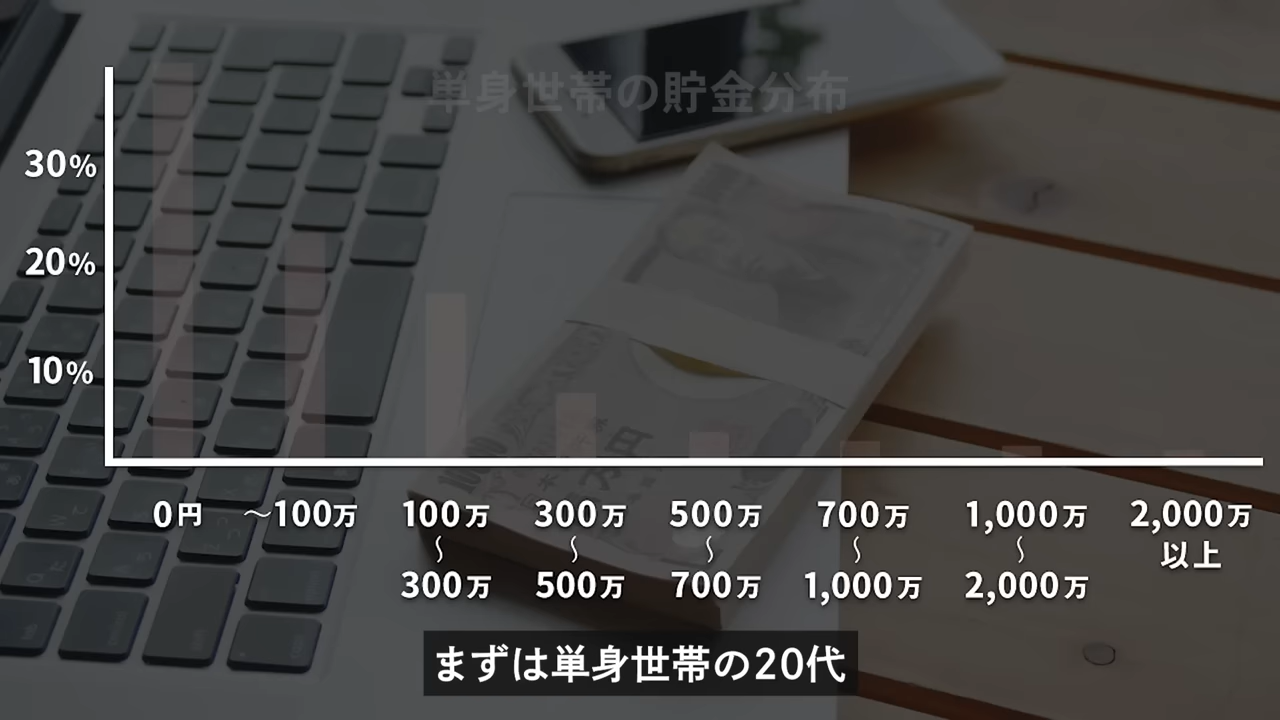 単身世帯の貯金分布
30%
20%
10%
0円
〜100万
100万
〜
300万
300万
〜
500万
500万
〜
700万
700万
〜
1,000万
1,000万
〜
2,000万
2,000万
以上
まずは単身世帯の20代